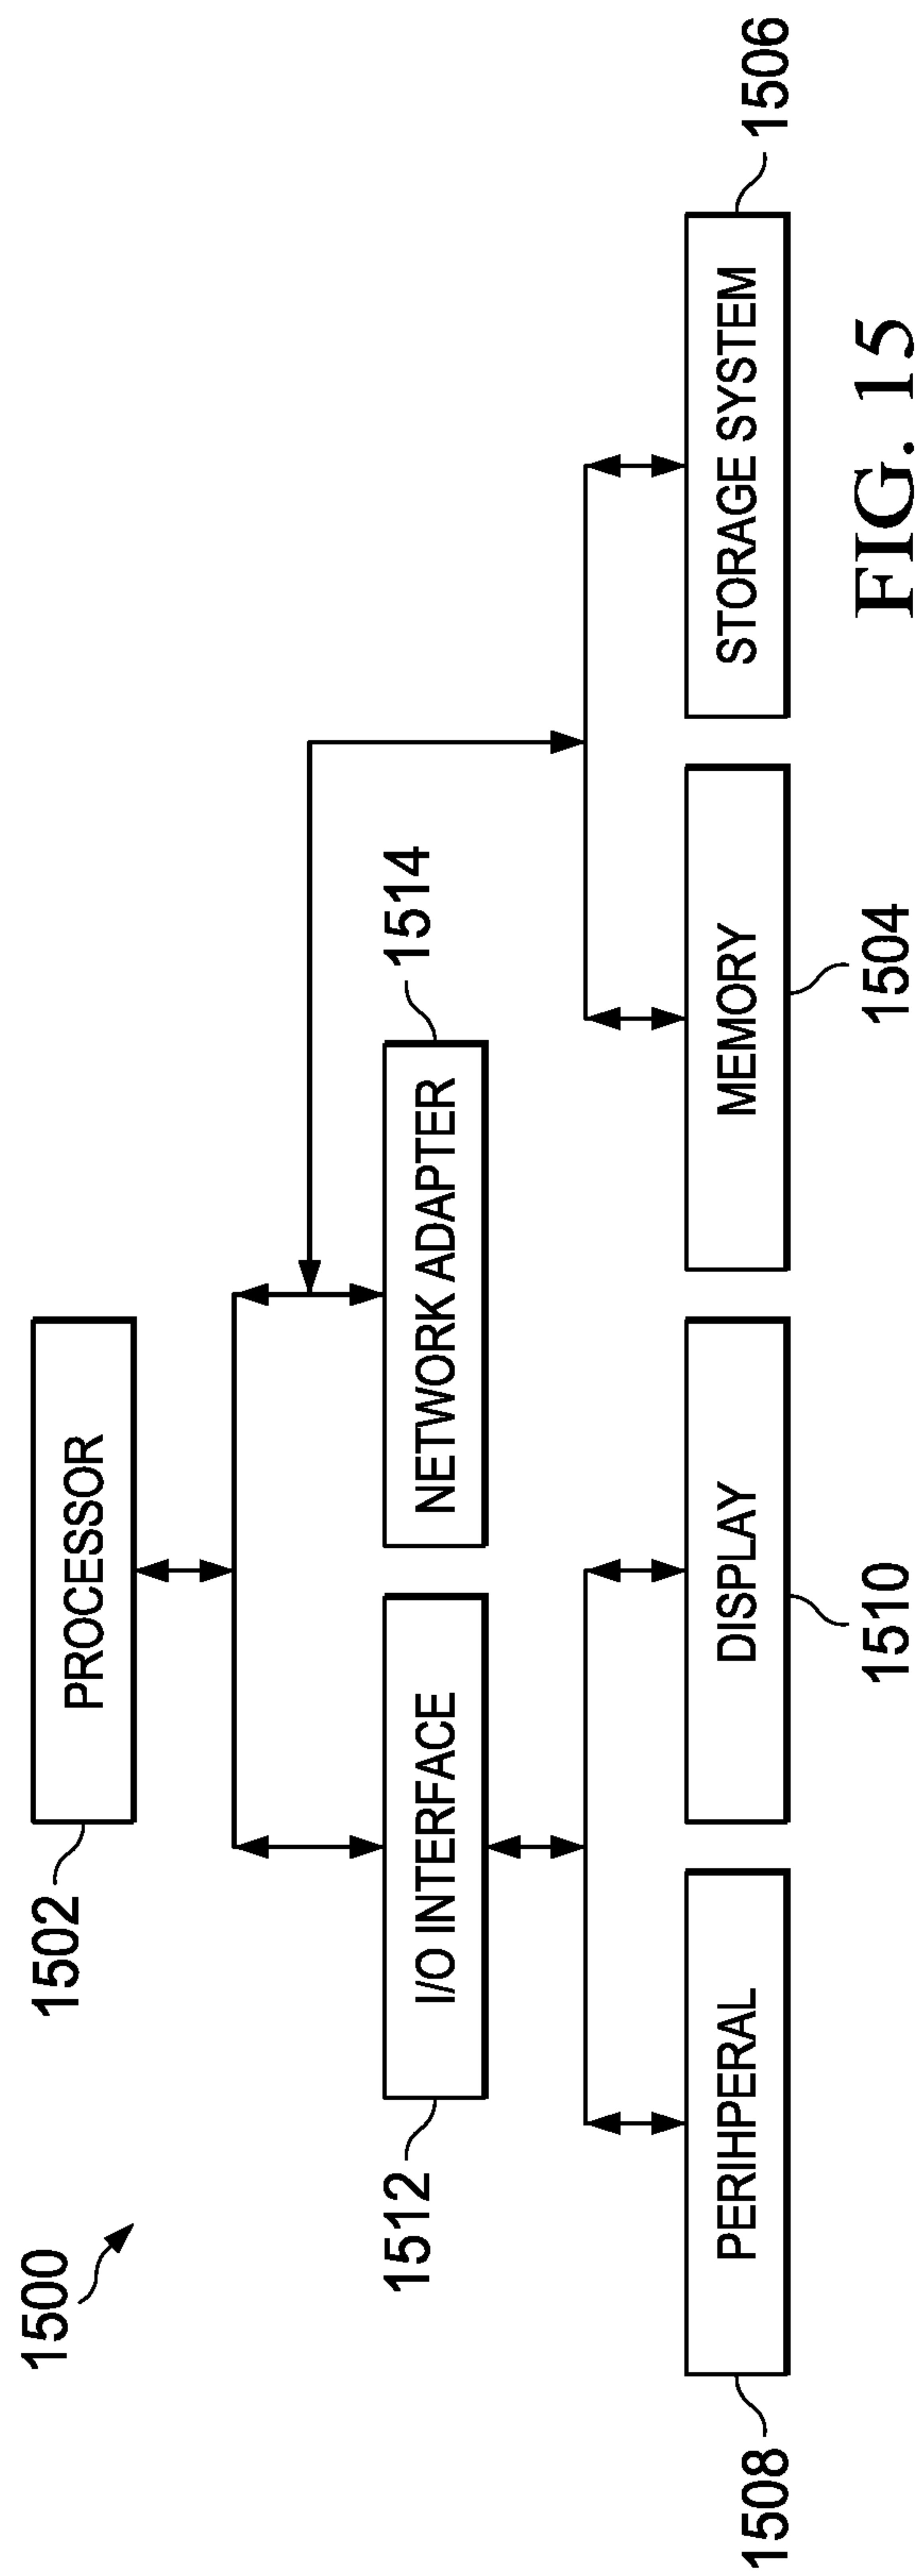 1500
1502
PROCESSOR
1512
I/O INTERFACE
NETWORK ADAPTER
1514
1508
PERIHPERAL
DISPLAY
1510
MEMORY
1504
STORAGE SYSTEM
1506
FIG. 15